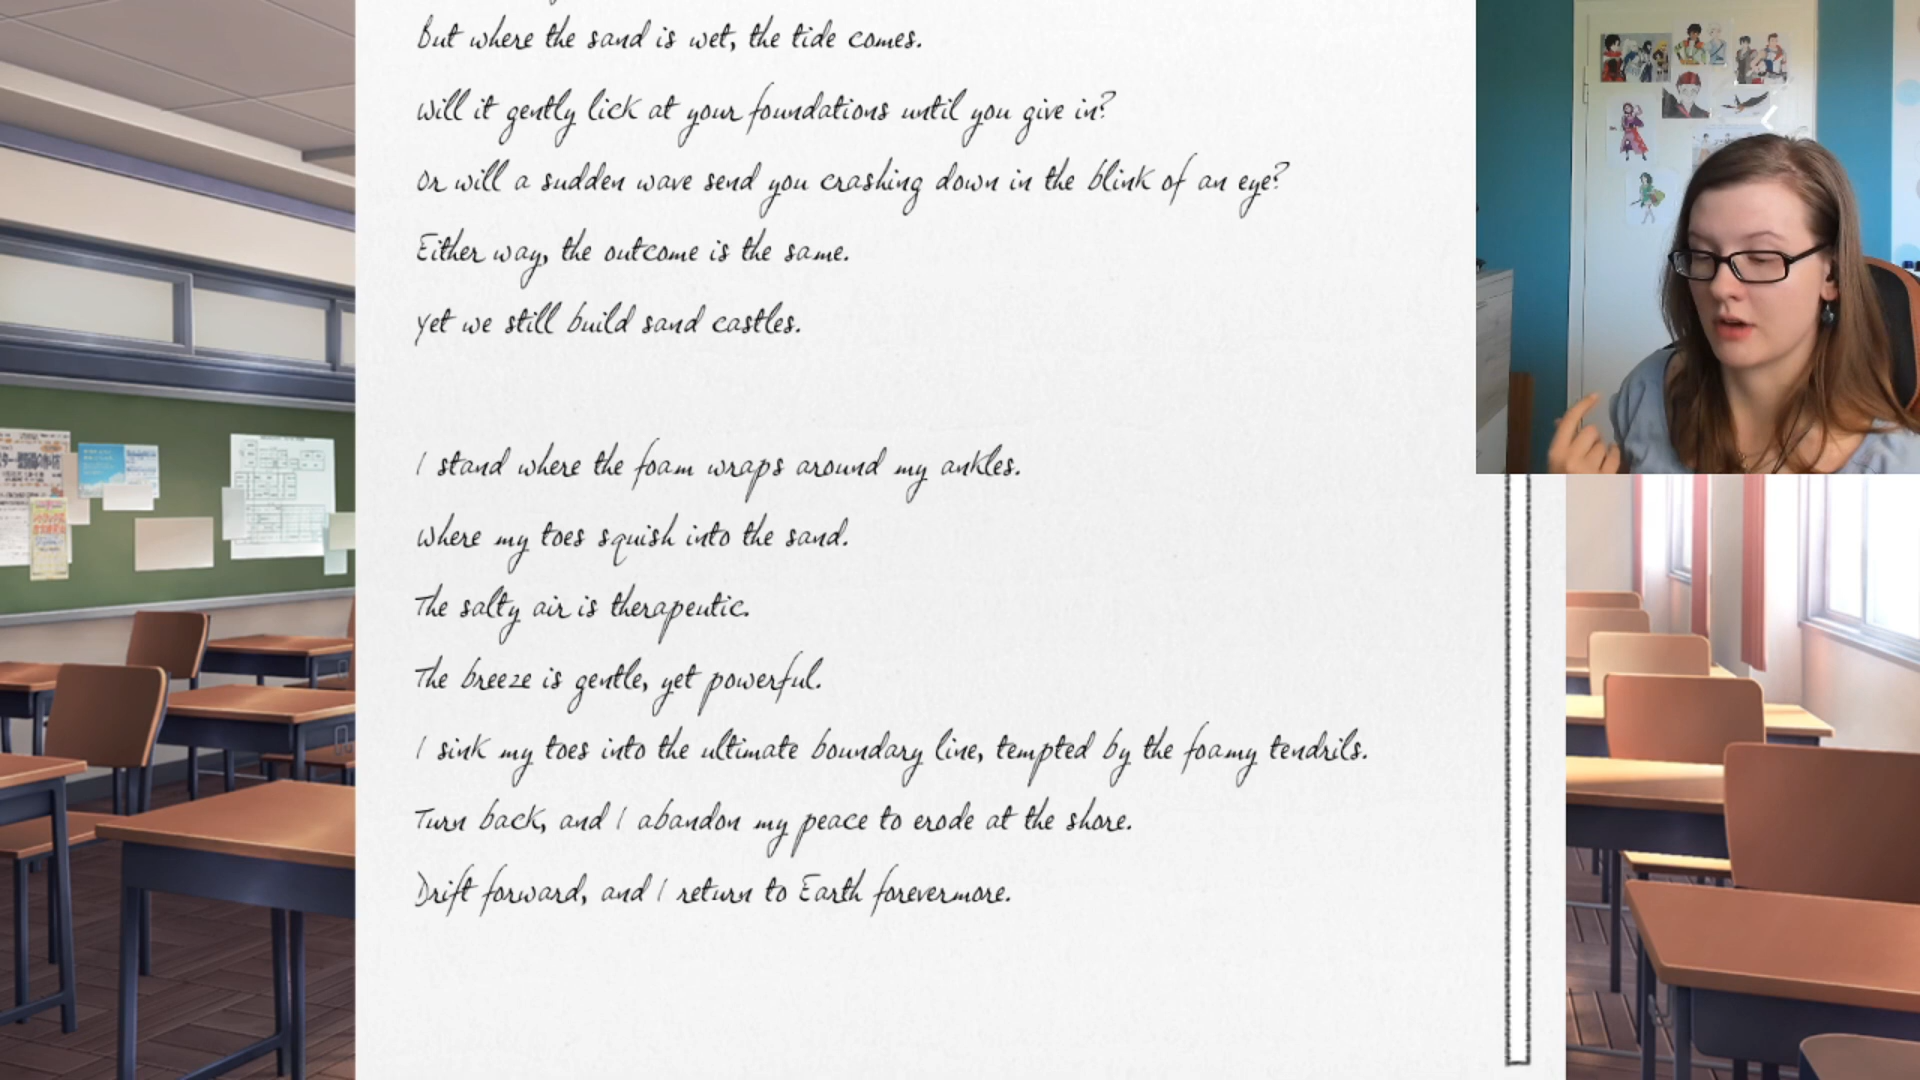 But where the sand is wet, the tide comes.
Will it gently lick at your foundations until you give in?
Or will a sudden wave send you crashing down in the blink of an eye?
Either way, the outcome is the same.
Yet we still build sand castles.
I stand where the foam wraps around my ankles.
Where my toes squish into the sand.
The salty air is therapeutic.
The breeze is gentle, yet powerful.
I sink my toes into the ultimate boundary line, tempted by the foamy tendrils.
Turn back, and I abandon my peace to erode at the shore.
Drift forward, and I return to Earth forevermore.